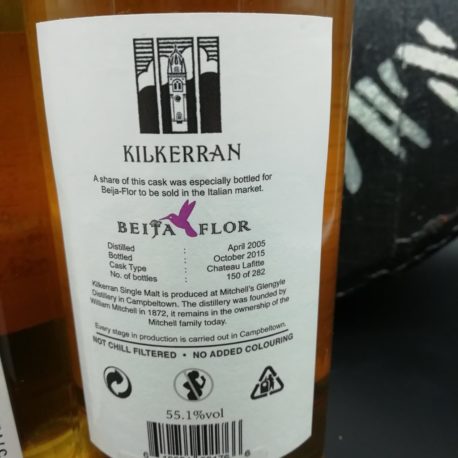 KILKERRAN
A share of this cask was especially bottled for
Beija-Flor to be sold in the Italian market.
BEIJA FLOR
Distilled : April 2005
Bottled : October 2015
Cask Type : Chateau Lafitte
No. of bottles : 150 of 282
Kilkerran Single Malt is produced at Mitchell's Glengyle
Distillery in Campbeltown. The distillery was founded by
William Mitchell in 1872, it remains in the ownership of the
Mitchell family today.
Every stage in production is carried out in Campbeltown.
NOT CHILL FILTERED • NO ADDED COLOURING
55.1%vol